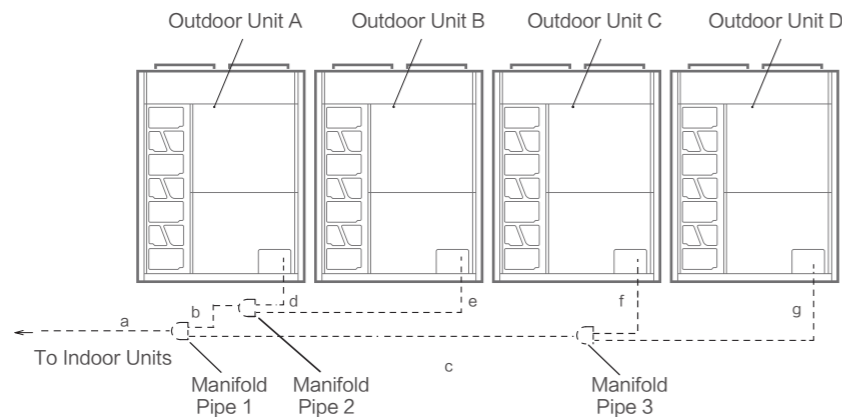 Outdoor Unit A
Outdoor Unit B
Outdoor Unit C
Outdoor Unit D
a
b
d
e
f
g
To Indoor Units
c
Manifold
Pipe 1
Manifold
Pipe 2
Manifold
Pipe 3